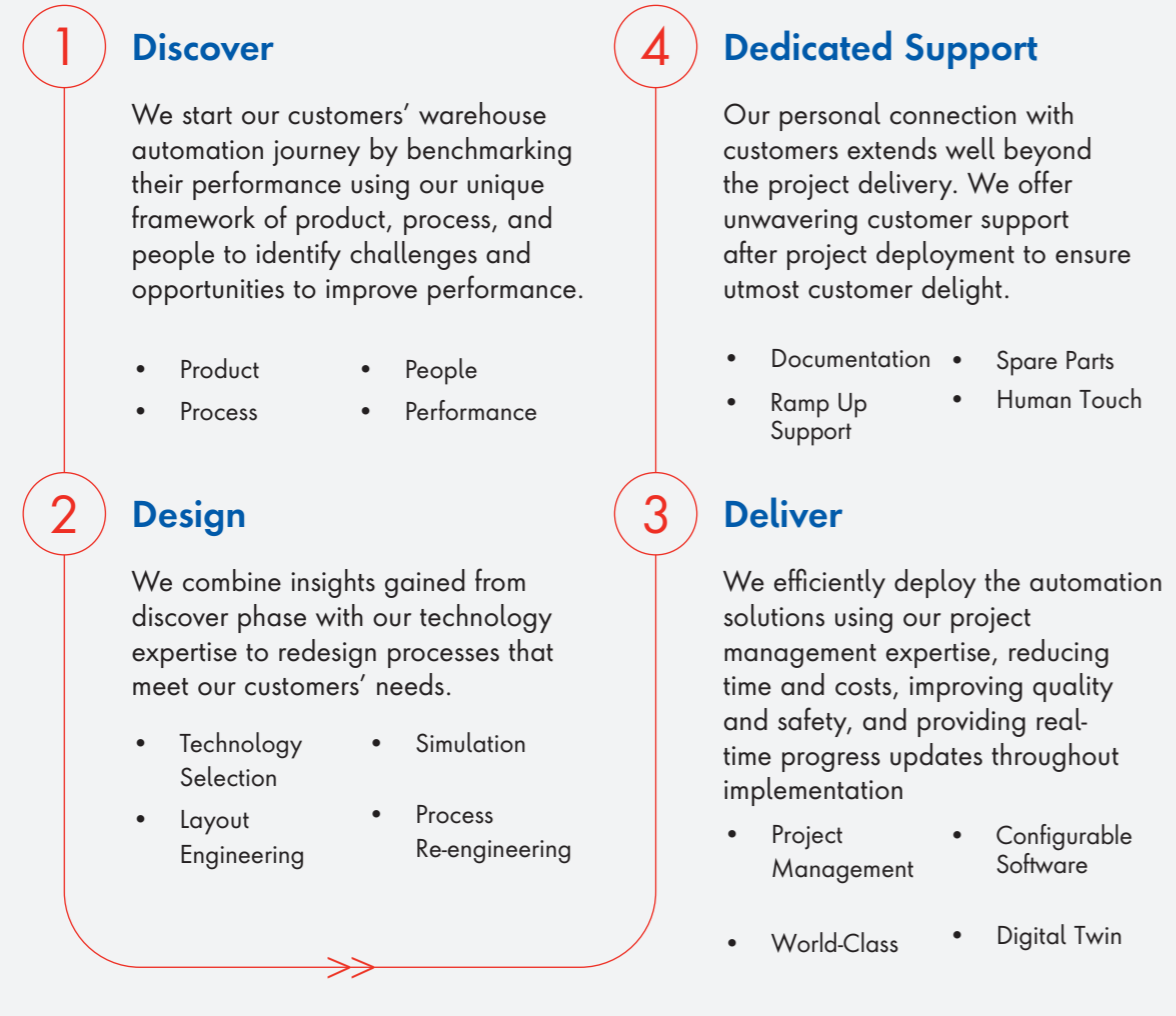 1
Discover
We start our customers’ warehouse
automation journey by benchmarking
their performance using our unique
framework of product, process, and
people to identify challenges and
opportunities to improve performance.
• Product
• Process
• People
• Performance
2
Design
We combine insights gained from
discover phase with our technology
expertise to redesign processes that
meet our customers’ needs.
• Technology
Selection
• Layout
Engineering
• Simulation
• Process
Re-engineering
3
Deliver
We efficiently deploy the automation
solutions using our project
management expertise, reducing
time and costs, improving quality
and safety, and providing real-
time progress updates throughout
implementation
• Project
Management
• World-Class
• Configurable
Software
• Digital Twin
4
Dedicated Support
Our personal connection with
customers extends well beyond
the project delivery. We offer
unwavering customer support
after project deployment to ensure
utmost customer delight.
• Documentation
• Ramp Up
Support
• Spare Parts
• Human Touch